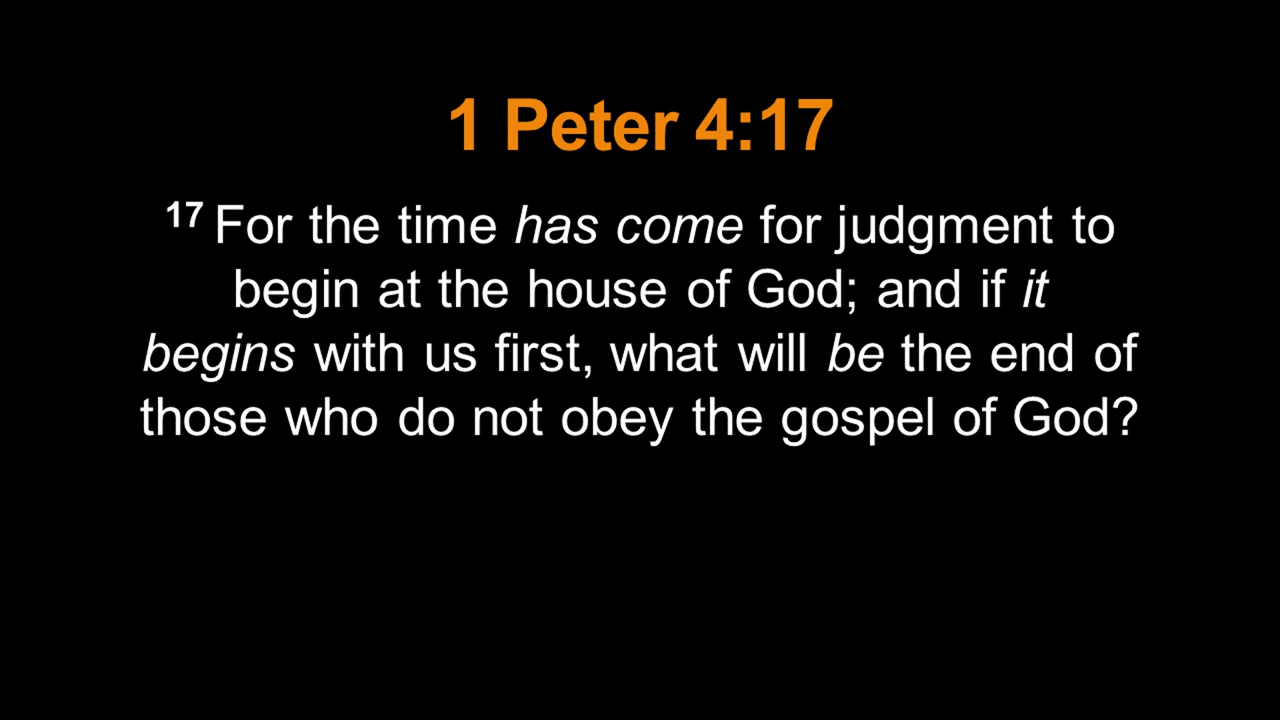 1 Peter 4:17
17 For the time has come for judgment to
begin at the house of God; and if it
begins with us first, what will be the end of
those who do not obey the gospel of God?